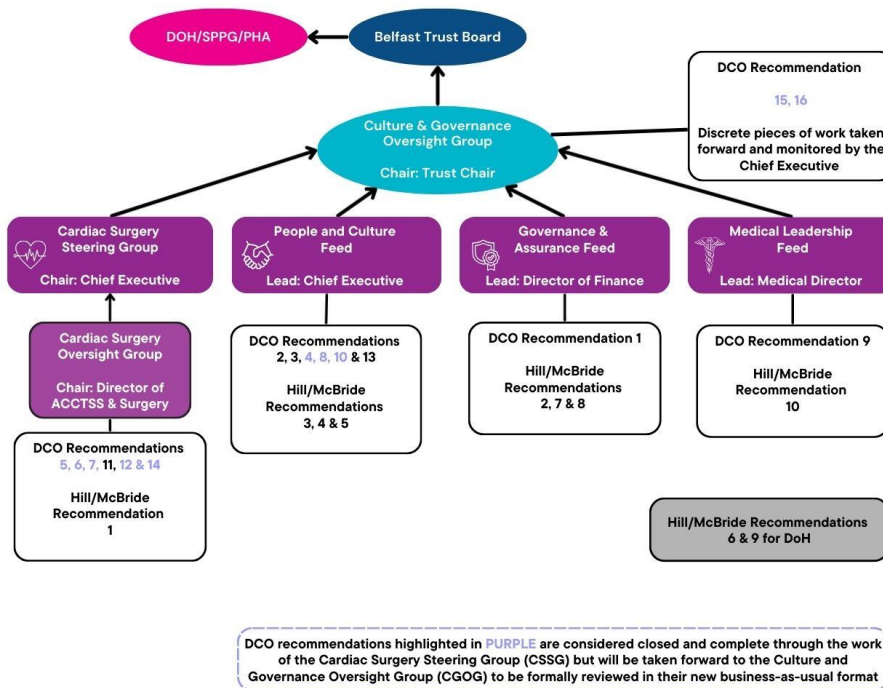 DOH/SPPG/PHA
Belfast Trust Board
DCO Recommendation
15, 16
Discrete pieces of work taken
forward and monitored by the
Chief Executive
Culture & Governance
Oversight Group
Chair: Trust Chair
Cardiac Surgery
Steering Group
Chair: Chief Executive
People and Culture
Feed
Lead: Chief Executive
Governance &
Assurance Feed
Lead: Director of Finance
Medical Leadership
Feed
Lead: Medical Director
Cardiac Surgery
Oversight Group
Chair: Director of
ACCTSS & Surgery
DCO Recommendations
5, 6, 7, 11, 12 & 14
Hill/McBride
Recommendation
1
DCO Recommendations
2, 3, 4, 8, 10 & 13
Hill/McBride
Recommendations
3, 4 & 5
DCO Recommendation 1
Hill/McBride
Recommendations
2, 7 & 8
DCO Recommendation 9
Hill/McBride
Recommendation
10
Hill/McBride Recommendations
6 & 9 for DoH
DCO recommendations highlighted in PURPLE are considered closed and complete through the work
of the Cardiac Surgery Steering Group (CSSG) but will be taken forward to the Culture and
Governance Oversight Group (CGOG) to be formally reviewed in their new business-as-usual format